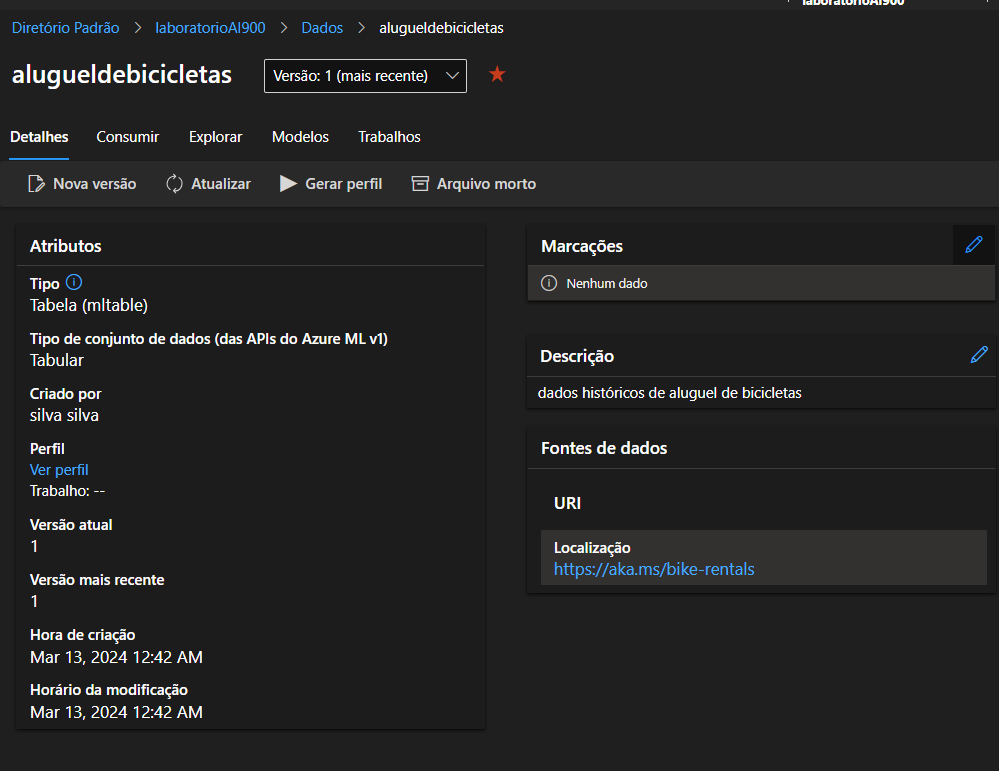 laboratorioAI900
Diretório Padrão > laboratorioAI900 > Dados > alugueldebicicletas
alugueldebicicletas
Versão: 1 (mais recente)
Detalhes Consumir Explorar Modelos Trabalhos
Nova versão Atualizar Gerar perfil Arquivo morto
Atributos
Tipo
Tabela (mltable)
Tipo de conjunto de dados (das APIs do Azure ML v1)
Tabular
Criado por
silva silva
Perfil
Ver perfil
Trabalho: --
Versão atual
1
Versão mais recente
1
Hora de criação
Mar 13, 2024 12:42 AM
Horário da modificação
Mar 13, 2024 12:42 AM
Marcações
Nenhum dado
Descrição
dados históricos de aluguel de bicicletas
Fontes de dados
URI
Localização
https://aka.ms/bike-rentals